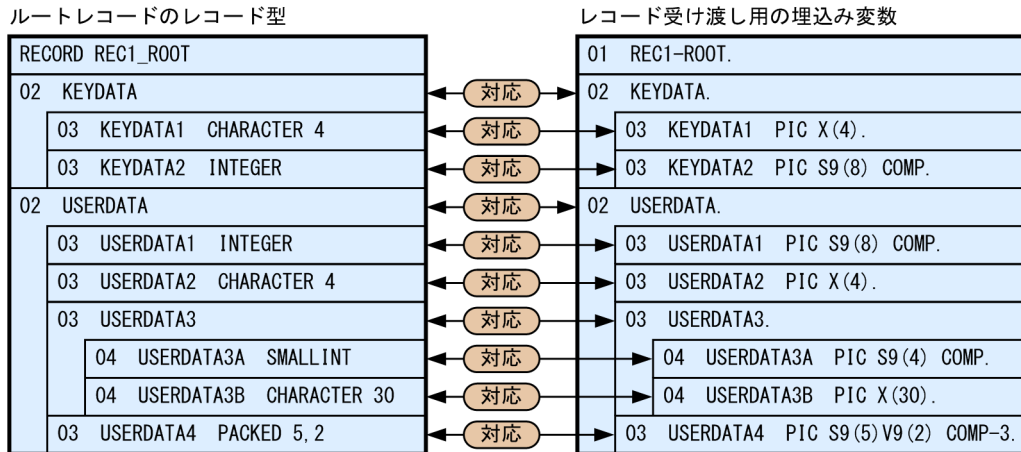 ルートレコードのレコード型 レコード受け渡し用の埋込み変数
RECORD REC1_ROOT 01 REC1-ROOT.
02 KEYDATA 対応 02 KEYDATA.
03 KEYDATA1 CHARACTER 4 対応 03 KEYDATA1 PIC X(4).
03 KEYDATA2 INTEGER 対応 03 KEYDATA2 PIC S9(8) COMP.
02 USERDATA 対応 02 USERDATA.
03 USERDATA1 INTEGER 対応 03 USERDATA1 PIC S9(8) COMP.
03 USERDATA2 CHARACTER 4 対応 03 USERDATA2 PIC X(4).
03 USERDATA3 対応 03 USERDATA3.
04 USERDATA3A SMALLINT 対応 04 USERDATA3A PIC S9(4) COMP.
04 USERDATA3B CHARACTER 30 対応 04 USERDATA3B PIC X(30).
03 USERDATA4 PACKED 5,2 対応 03 USERDATA4 PIC S9(5)V9(2) COMP-3.